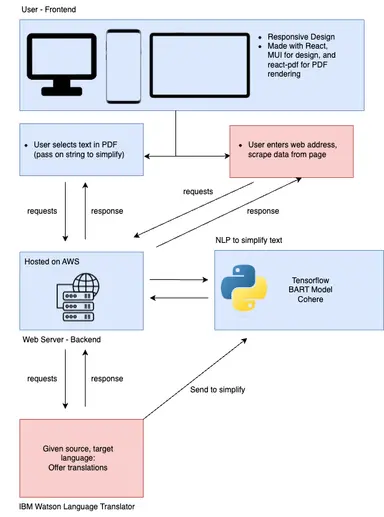 User - Frontend
• Responsive Design
• Made with React,
MUI for design, and
react-pdf for PDF
rendering
• User selects text in PDF
(pass on string to simplify)
• User enters web address,
scrape data from page
requests
requests
response
response
NLP to simplify text
Hosted on AWS
Tensorflow
BART Model
Cohere
Web Server - Backend
requests
response
Send to simplify
Given source, target
language:
Offer translations
IBM Watson Language Translator